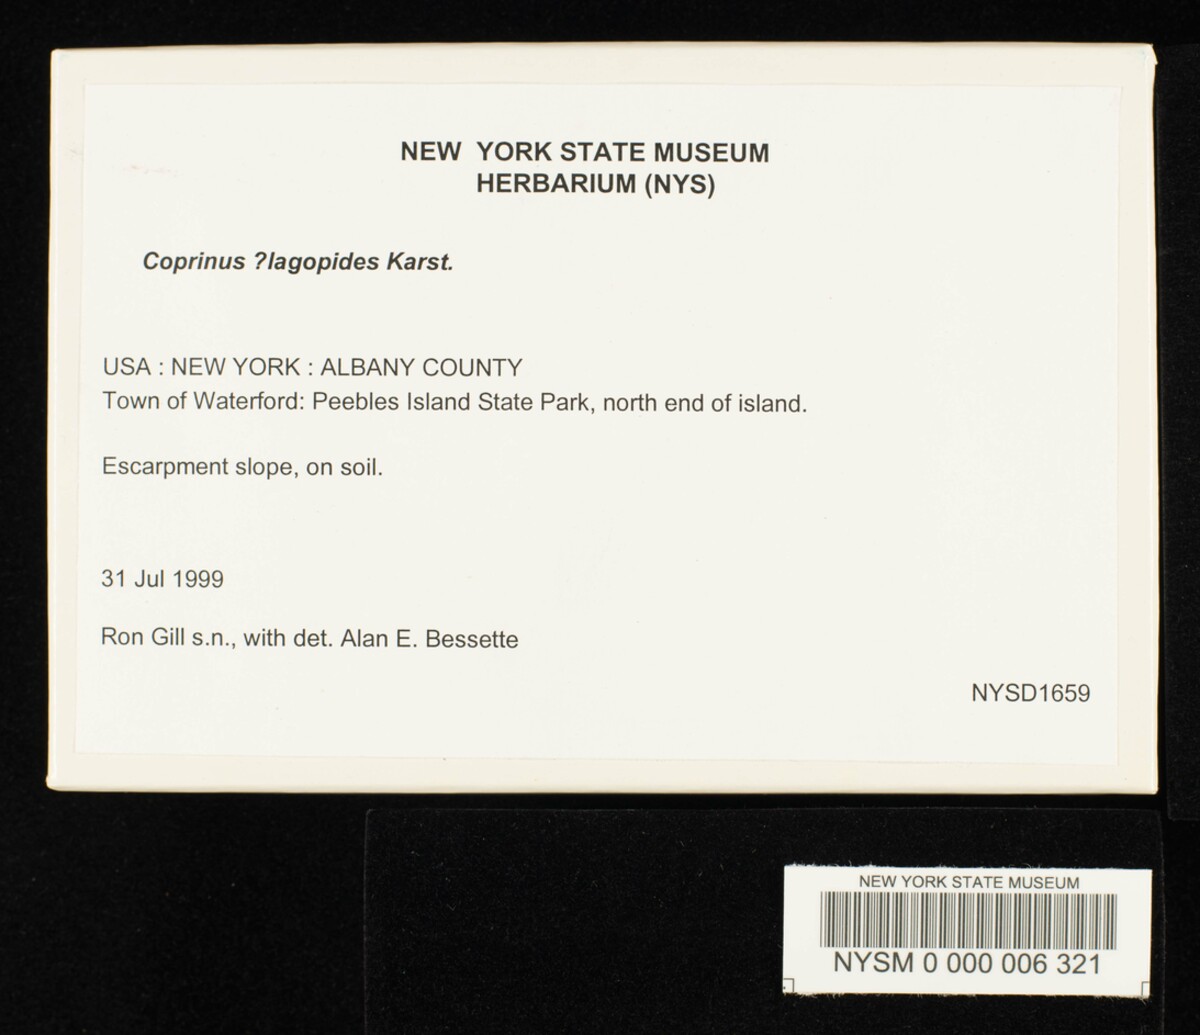 NEW YORK STATE MUSEUM
HERBARIUM (NYS)
Coprinus ?lagopides Karst.
USA : NEW YORK : ALBANY COUNTY
Town of Waterford: Peebles Island State Park, north end of island.
Escarpment slope, on soil.
31 Jul 1999
Ron Gill s.n., with det. Alan E. Bessette
NYSD1659
NEW YORK STATE MUSEUM
NYSM 0 000 006 321